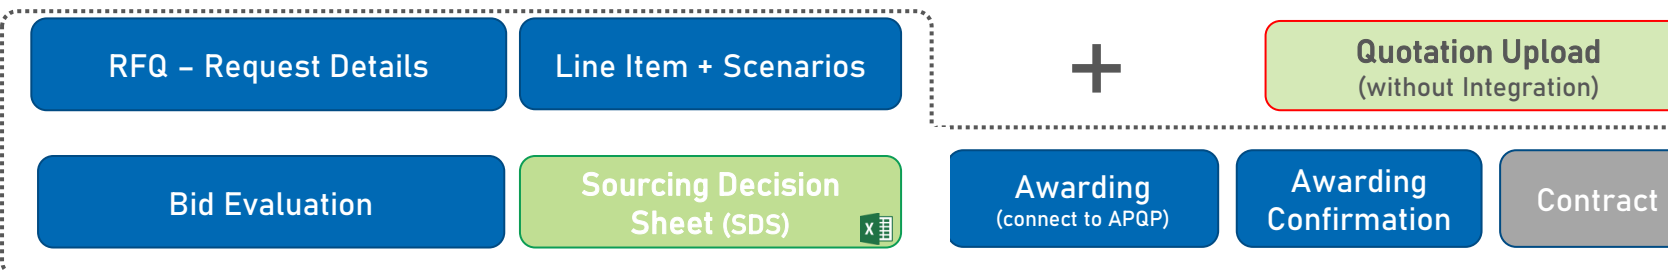 RFQ – Request Details
Line Item + Scenarios
+
Quotation Upload
(without Integration)
Bid Evaluation
Sourcing Decision
Sheet (SDS)
X
Awarding
(connect to APQP)
Awarding
Confirmation
Contract